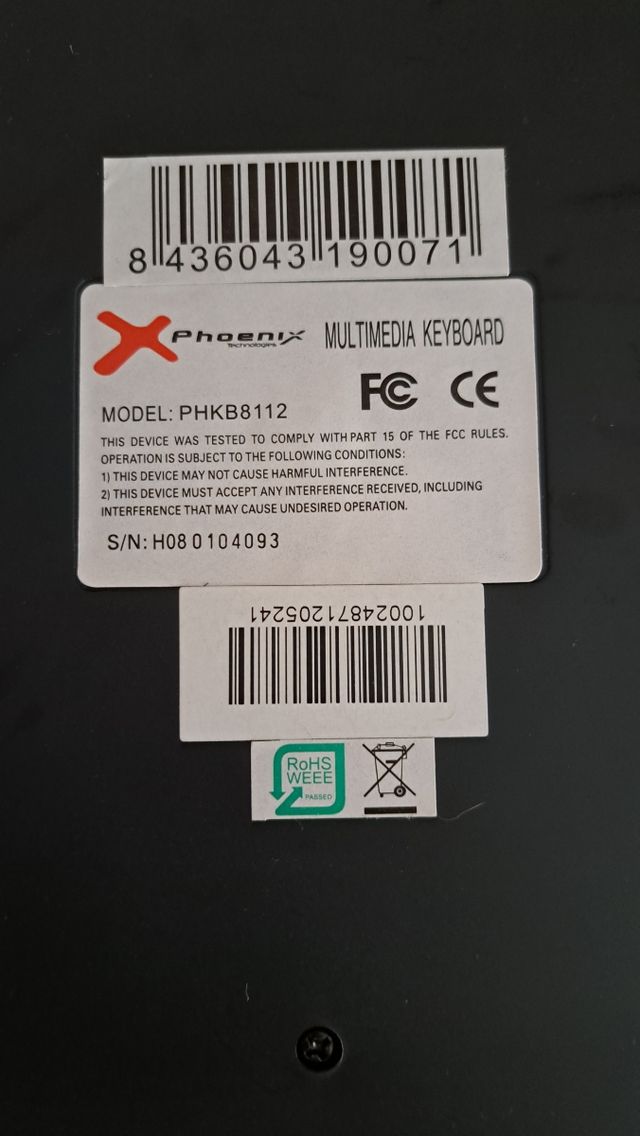 8 436043 190071
Phoenix MULTIMEDIA KEYBOARD
Technologies
FC CE
MODEL: PHKB8112
THIS DEVICE WAS TESTED TO COMPLY WITH PART 15 OF THE FCC RULES.
OPERATION IS SUBJECT TO THE FOLLOWING CONDITIONS:
1) THIS DEVICE MAY NOT CAUSE HARMFUL INTERFERENCE.
2) THIS DEVICE MUST ACCEPT ANY INTERFERENCE RECEIVED, INCLUDING
INTERFERENCE THAT MAY CAUSE UNDESIRED OPERATION.
S/N: H080104093
10024871205241
RoHS
WEEE
PASSED